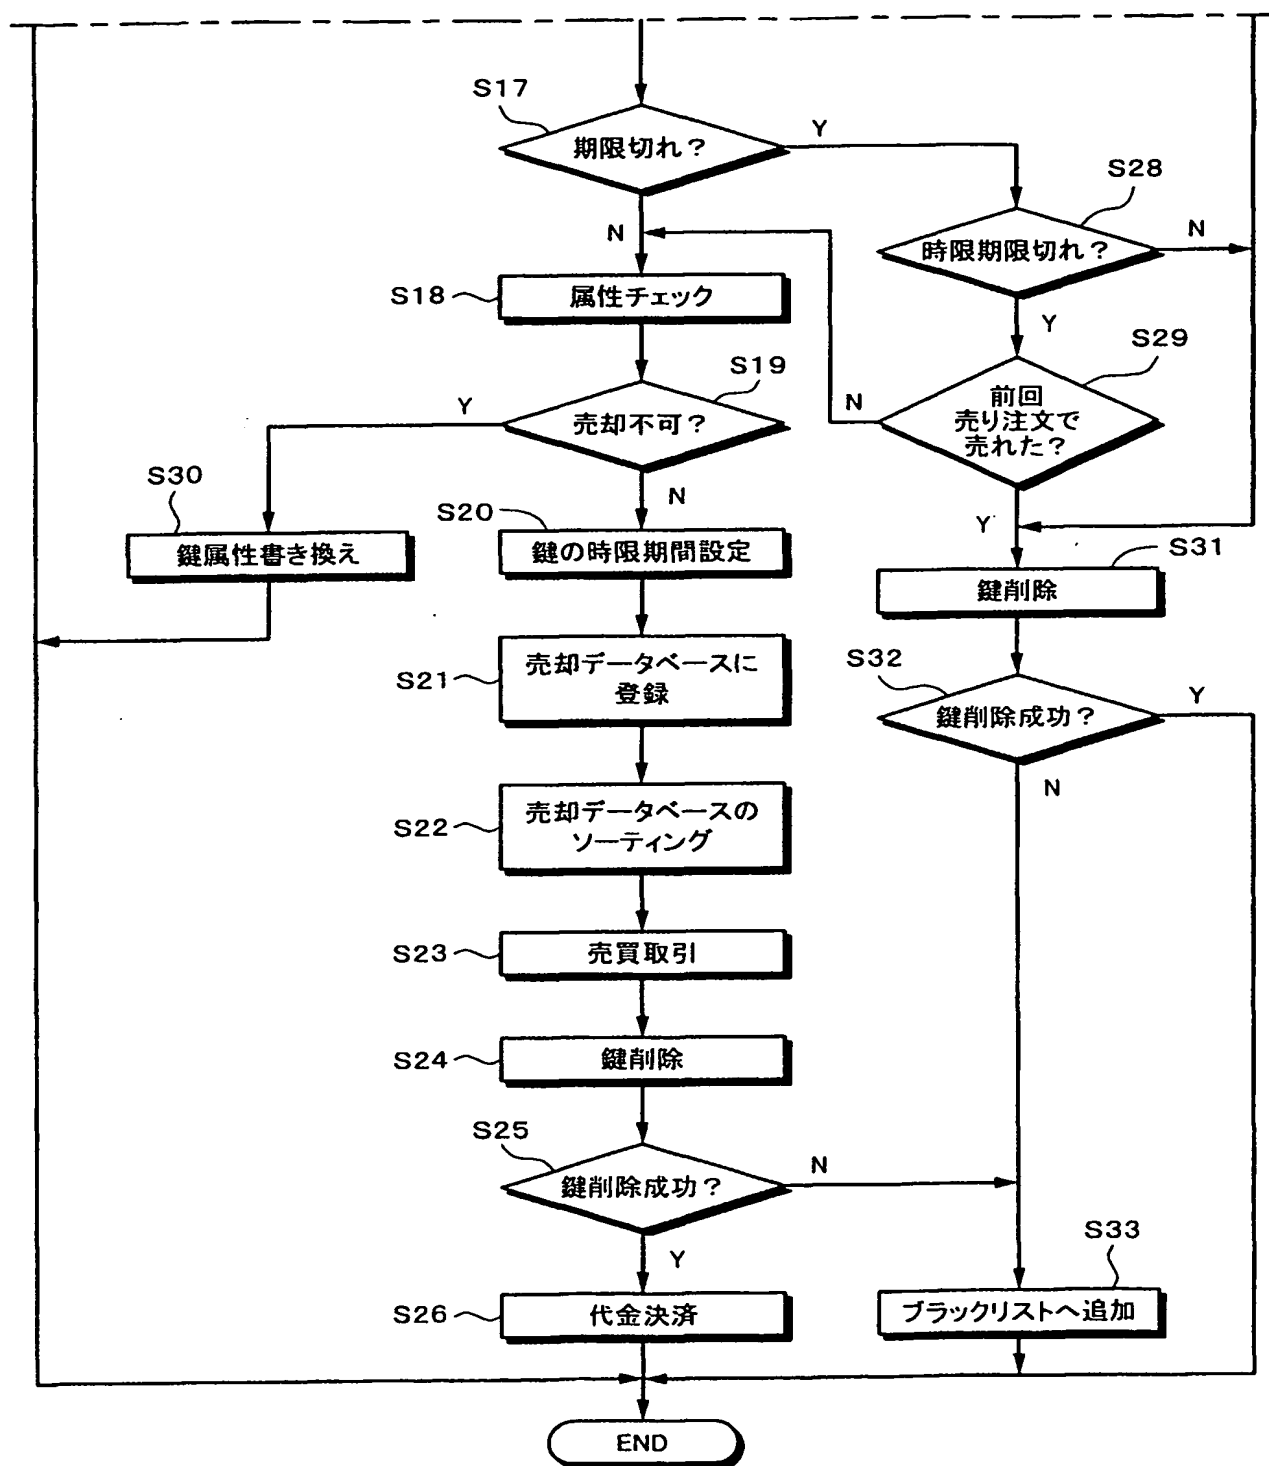 S17
期限切れ？
Y
S28
時限期限切れ？
N
N
S18
属性チェック
Y
S29
前回
売り注文で
売れた？
N
S19
売却不可？
Y
S30
鍵属性書き換え
N
S20
鍵の時限期間設定
Y
S31
鍵削除
S21
売却データベースに
登録
S32
鍵削除成功？
Y
N
S22
売却データベースの
ソーティング
S23
売買取引
S24
鍵削除
S25
鍵削除成功？
N
Y
S33
ブラックリストへ追加
S26
代金決済
END